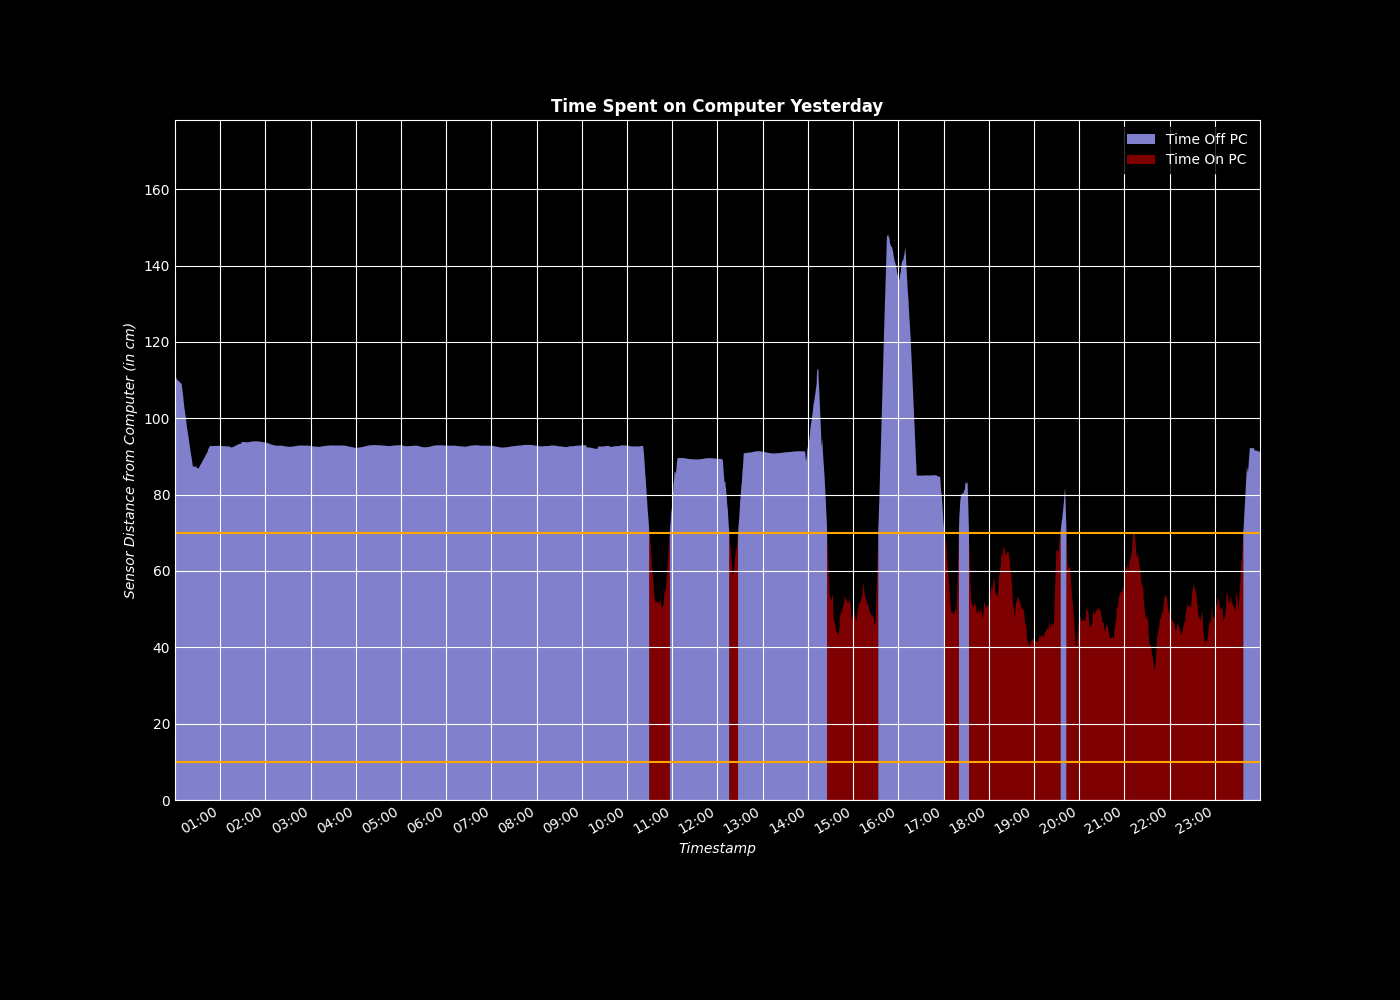 Time Spent on Computer Yesterday
Time Off PC
Time On PC
160
140
120
100
80
60
40
20
0
Sensor Distance from Computer (in cm)
01:00 02:00 03:00 04:00 05:00 06:00 07:00 08:00 09:00 10:00 11:00 12:00 13:00 14:00 15:00 16:00 17:00 18:00 19:00 20:00 21:00 22:00 23:00
Timestamp